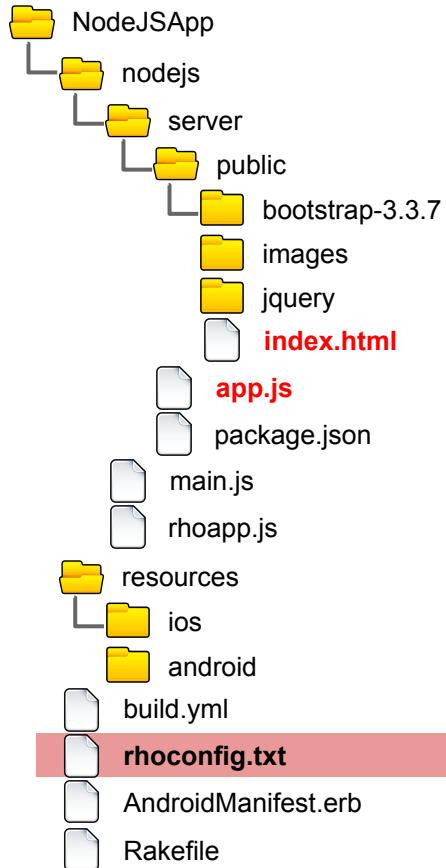 NodeJSApp
nodejs
server
public
bootstrap-3.3.7
images
jquery
index.html
app.js
package.json
main.js
rhoapp.js
resources
ios
android
build.yml
rhoconfig.txt
AndroidManifest.erb
Rakefile